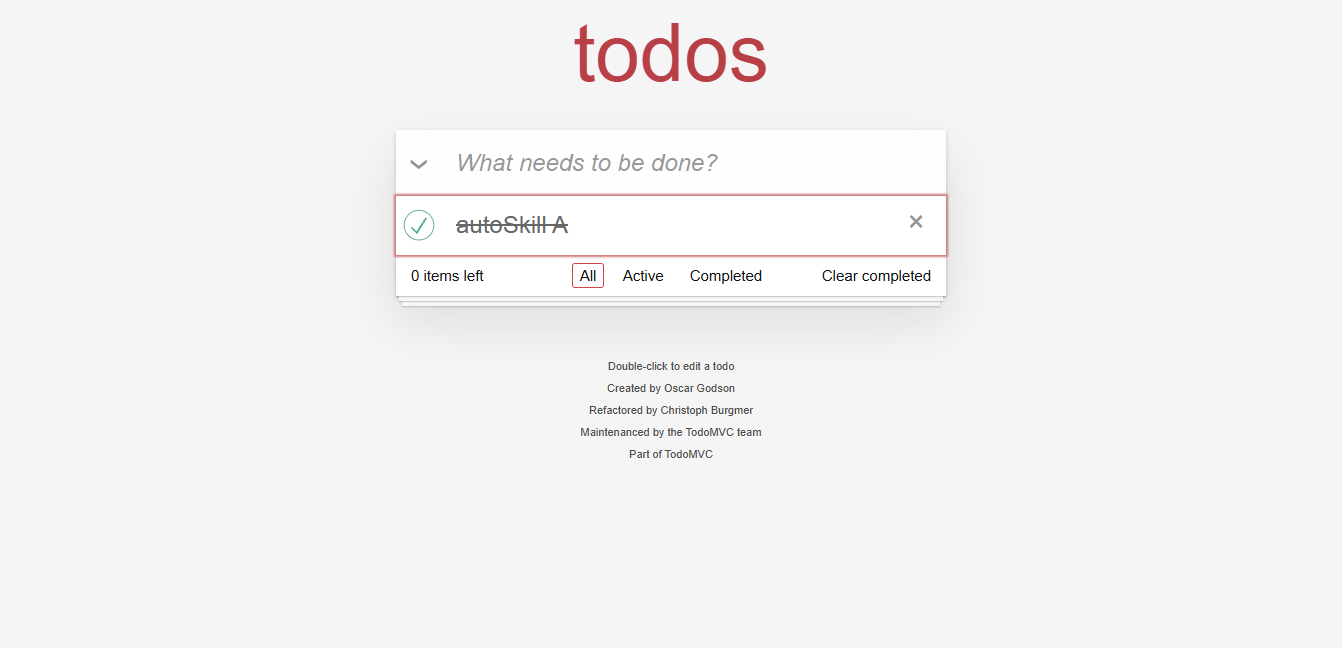 todos
What needs to be done?
autoSkill A
0 items left All Active Completed Clear completed
Double-click to edit a todo
Created by Oscar Godson
Refactored by Christoph Burgmer
Maintenanced by the TodoMVC team
Part of TodoMVC